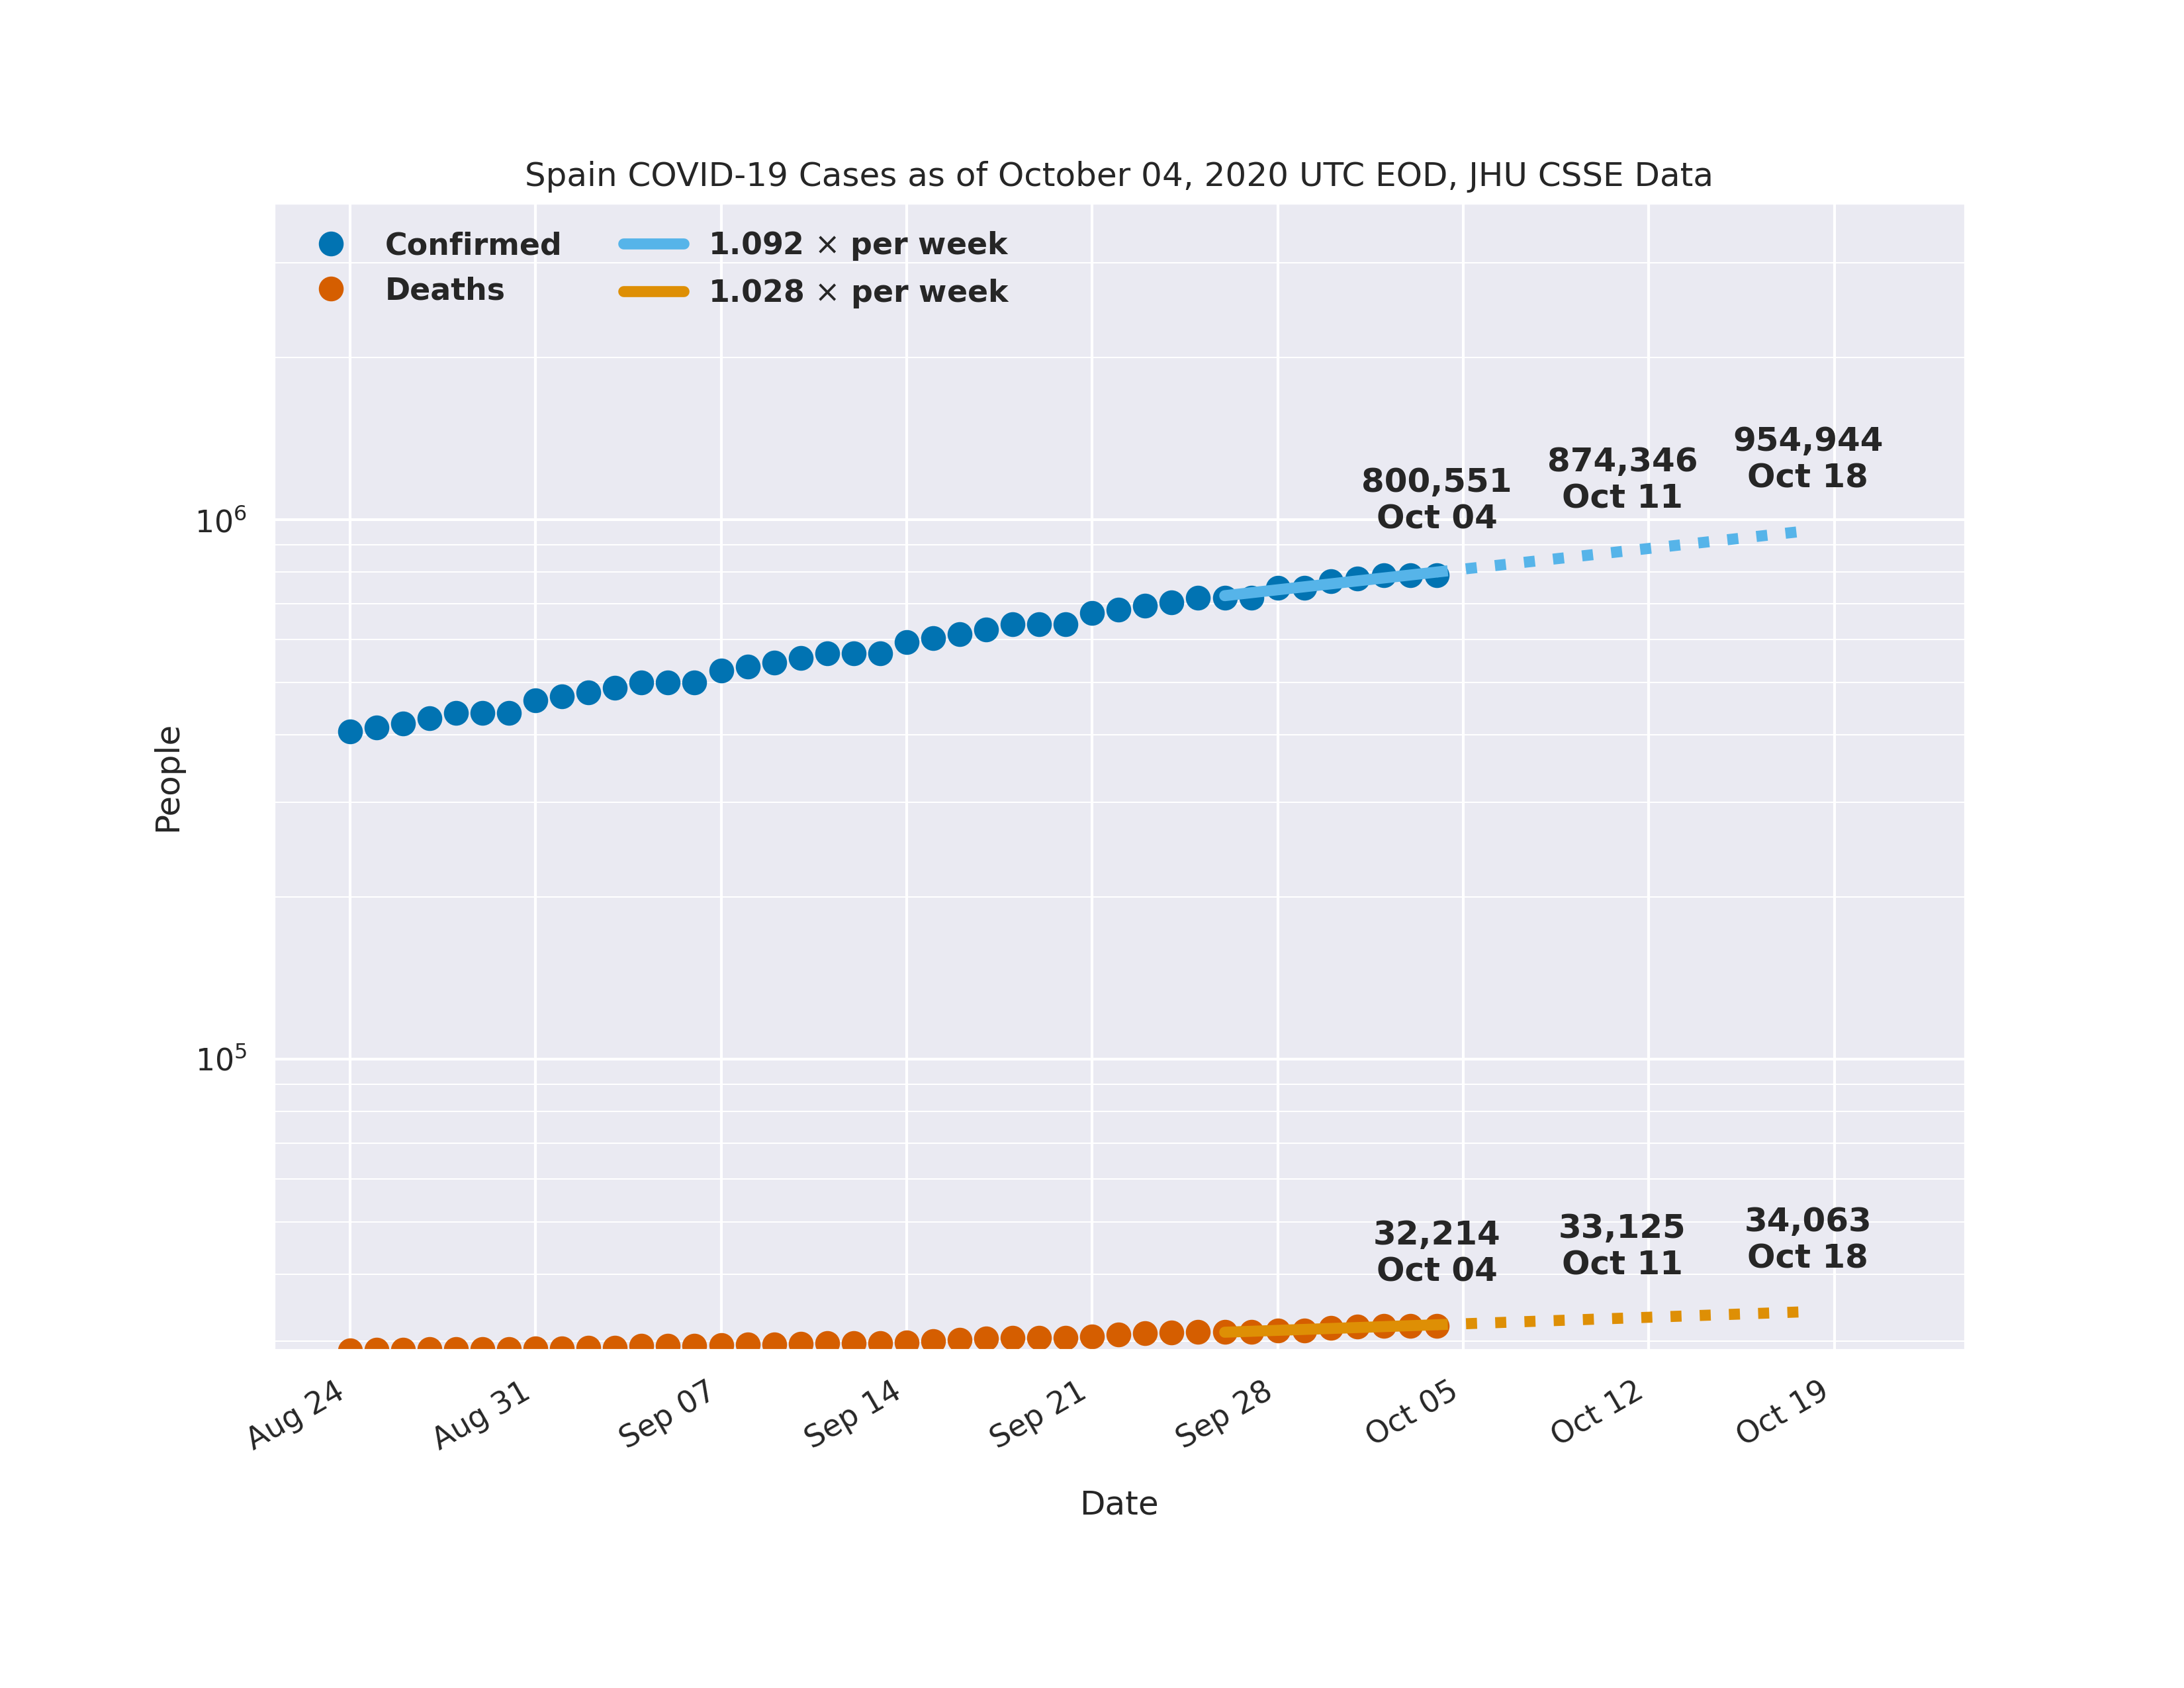 Spain COVID-19 Cases as of October 04, 2020 UTC EOD, JHU CSSE Data
Confirmed
Deaths
1.092 × per week
1.028 × per week
954,944
Oct 18
874,346
Oct 11
800,551
Oct 04
10⁶
10⁵
People
32,214
Oct 04
33,125
Oct 11
34,063
Oct 18
Aug 24
Aug 31
Sep 07
Sep 14
Sep 21
Sep 28
Oct 05
Oct 12
Oct 19
Date